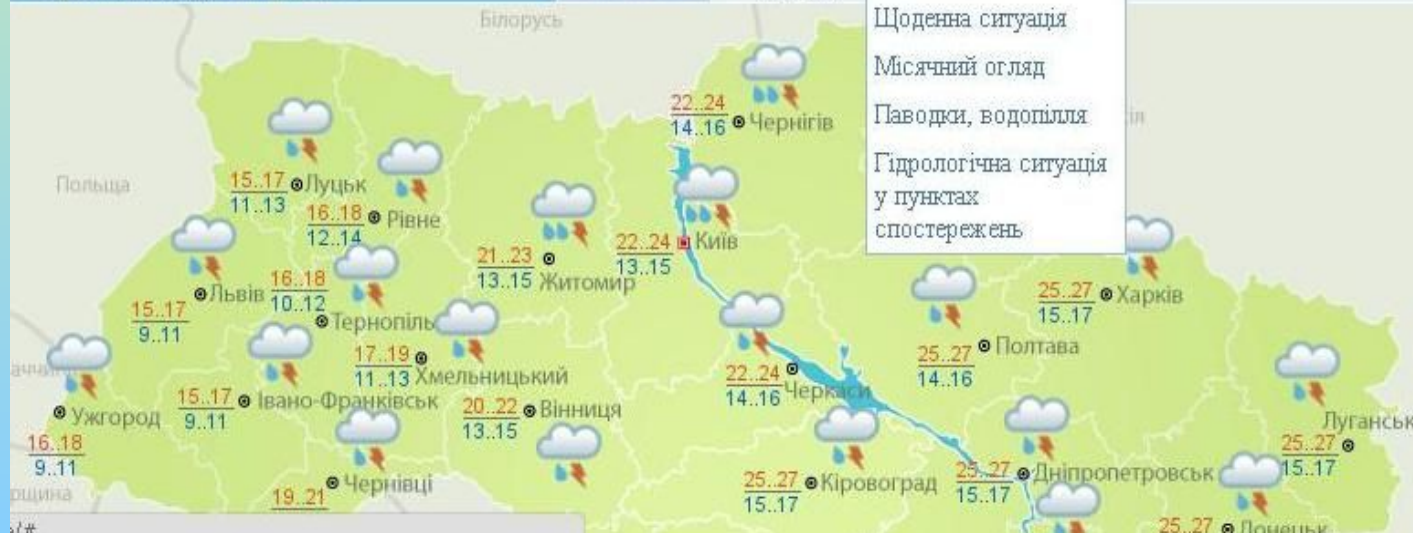 Білорусь
Щоденна ситуація
Місячний огляд
Паводки, водопілля
Гідрологічна ситуація
у пунктах
спостережень
22..24
14..16
Чернігів
Польща
15..17
11..13
Луцьк
16..18
12..14
Рівне
21..23
13..15
Житомир
22..24
13..15
Київ
15..17
9..11
Львів
16..18
10..12
Тернопіль
25..27
15..17
Харків
17..19
11..13
Хмельницький
22..24
14..16
Черкаси
25..27
14..16
Полтава
Ужгород
16..18
9..11
15..17
9..11
Івано-Франківськ
20..22
13..15
Вінниця
Луганськ
25..27
15..17
19..21
Чернівці
25..27
15..17
Кіровоград
25..27
15..17
Дніпропетровськ
25..27
Донецьк